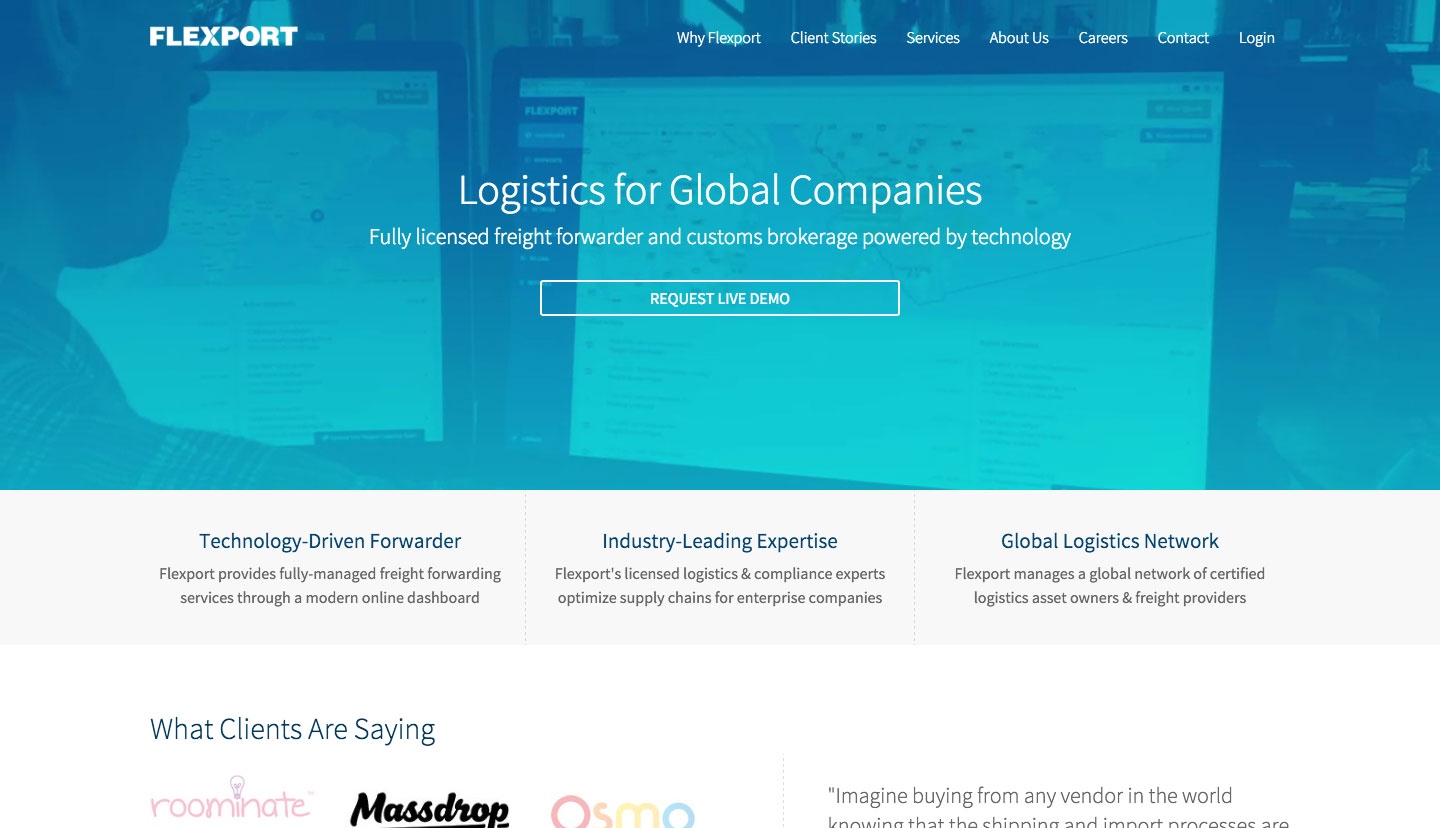 FLEXPORT
Why Flexport Client Stories Services About Us Careers Contact Login
FLEXPORT
Logistics for Global Companies
Fully licensed freight forwarder and customs brokerage powered by technology
REQUEST LIVE DEMO
Technology-Driven Forwarder
Flexport provides fully-managed freight forwarding
services through a modern online dashboard
Industry-Leading Expertise
Flexport's licensed logistics & compliance experts
optimize supply chains for enterprise companies
Global Logistics Network
Flexport manages a global network of certified
logistics asset owners & freight providers
What Clients Are Saying
roominate
Massdrop
Osmo
"Imagine buying from any vendor in the world
knowing that the shipping and import processes are